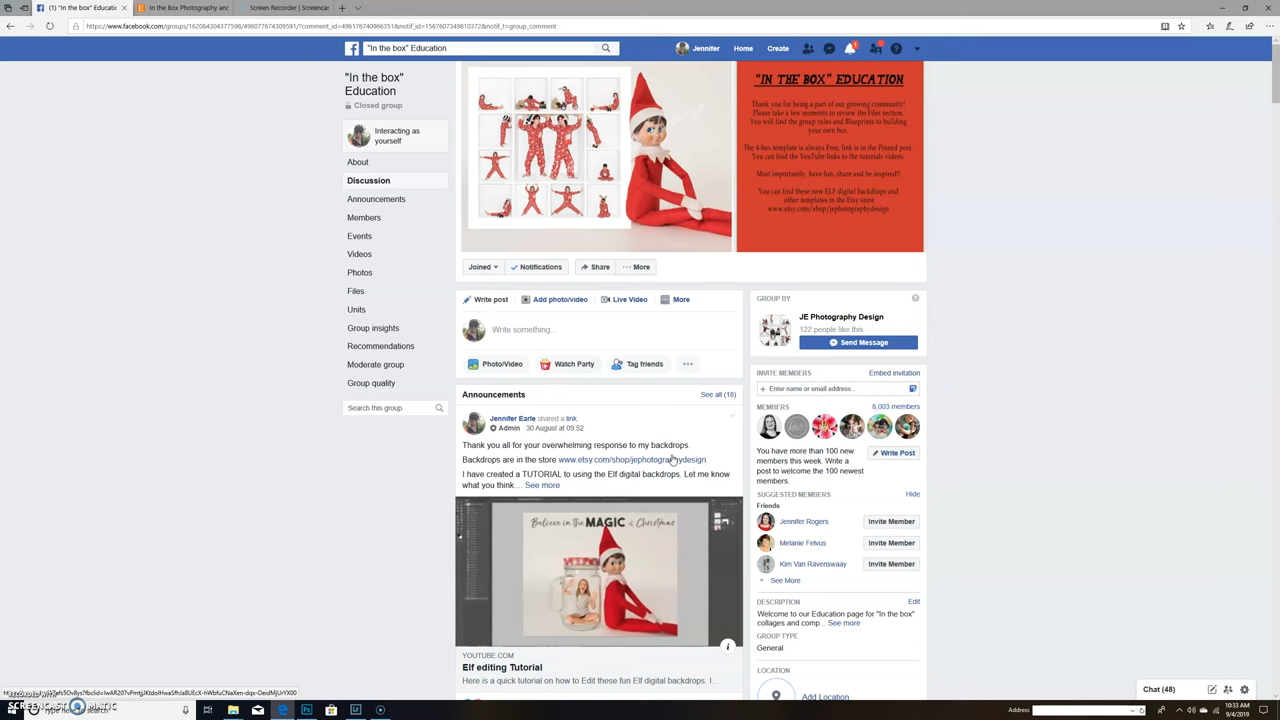 (1) "In the box" Educatic
In the Box Photography anc
Screen Recorder | Screencas
https://www.facebook.com/groups/162064304377598/496077674309591/?comment_id=496176740966351&notif_id=1567607349810372&notif_t=group_comment
"In the box" Education
Jennifer Home Create
"In the box"
Education
Closed group
Interacting as
yourself
About
Discussion
Announcements
Members
Events
Videos
Photos
Files
Units
Group insights
Recommendations
Moderate group
Group quality
Search this group
"IN THE BOX" EDUCATION
Thank you for being a part of our growing community!
Please take a few moments to review the Files section.
You will find the group rules and Blueprints to building
your own box.
The 4-box template is always Free, link is in the Pinned post
You can find the YouTube links to the tutorials videos.
Most importantly, have fun, share and be inspired!!
You can find these new ELF digital backdrops and
other templates in the Etsy store
www.etsy.com/shop/jephotographydesign
Joined Notifications Share More
Write post Add photo/video Live Video More
Write something...
Photo/Video Watch Party Tag friends
Announcements See all (18)
Jennifer Earle shared a link.
Admin 30 August at 09:52
Thank you all for your overwhelming response to my backdrops.
Backdrops are in the store www.etsy.com/shop/jephotographydesign
I have created a TUTORIAL to using the Elf digital backdrops. Let me know
what you think.... See more
Believe in the MAGIC of Christmas
YOUTUBE.COM
Elf editing Tutorial
Here is a quick tutorial on how to Edit these fun Elf digital backdrops. I...
GROUP BY
JE Photography Design
122 people like this
Send Message
INVITE MEMBERS Embed invitation
Enter name or email address...
MEMBERS 8,003 members
You have more than 100 new
members this week. Write a
post to welcome the 100 newest
members.
Write Post
SUGGESTED MEMBERS Hide
Friends
Jennifer Rogers Invite Member
Melanie Felvus Invite Member
Kim Van Ravenswaay Invite Member
See More
DESCRIPTION Edit
Welcome to our Education page for "In the box"
collages and comp... See more
GROUP TYPE
General
LOCATION
Add Location
Chat (48)
RECORDED WITH
SCREENCAST MATIC
Type here to search
Address
10:33 AM
9/4/2019